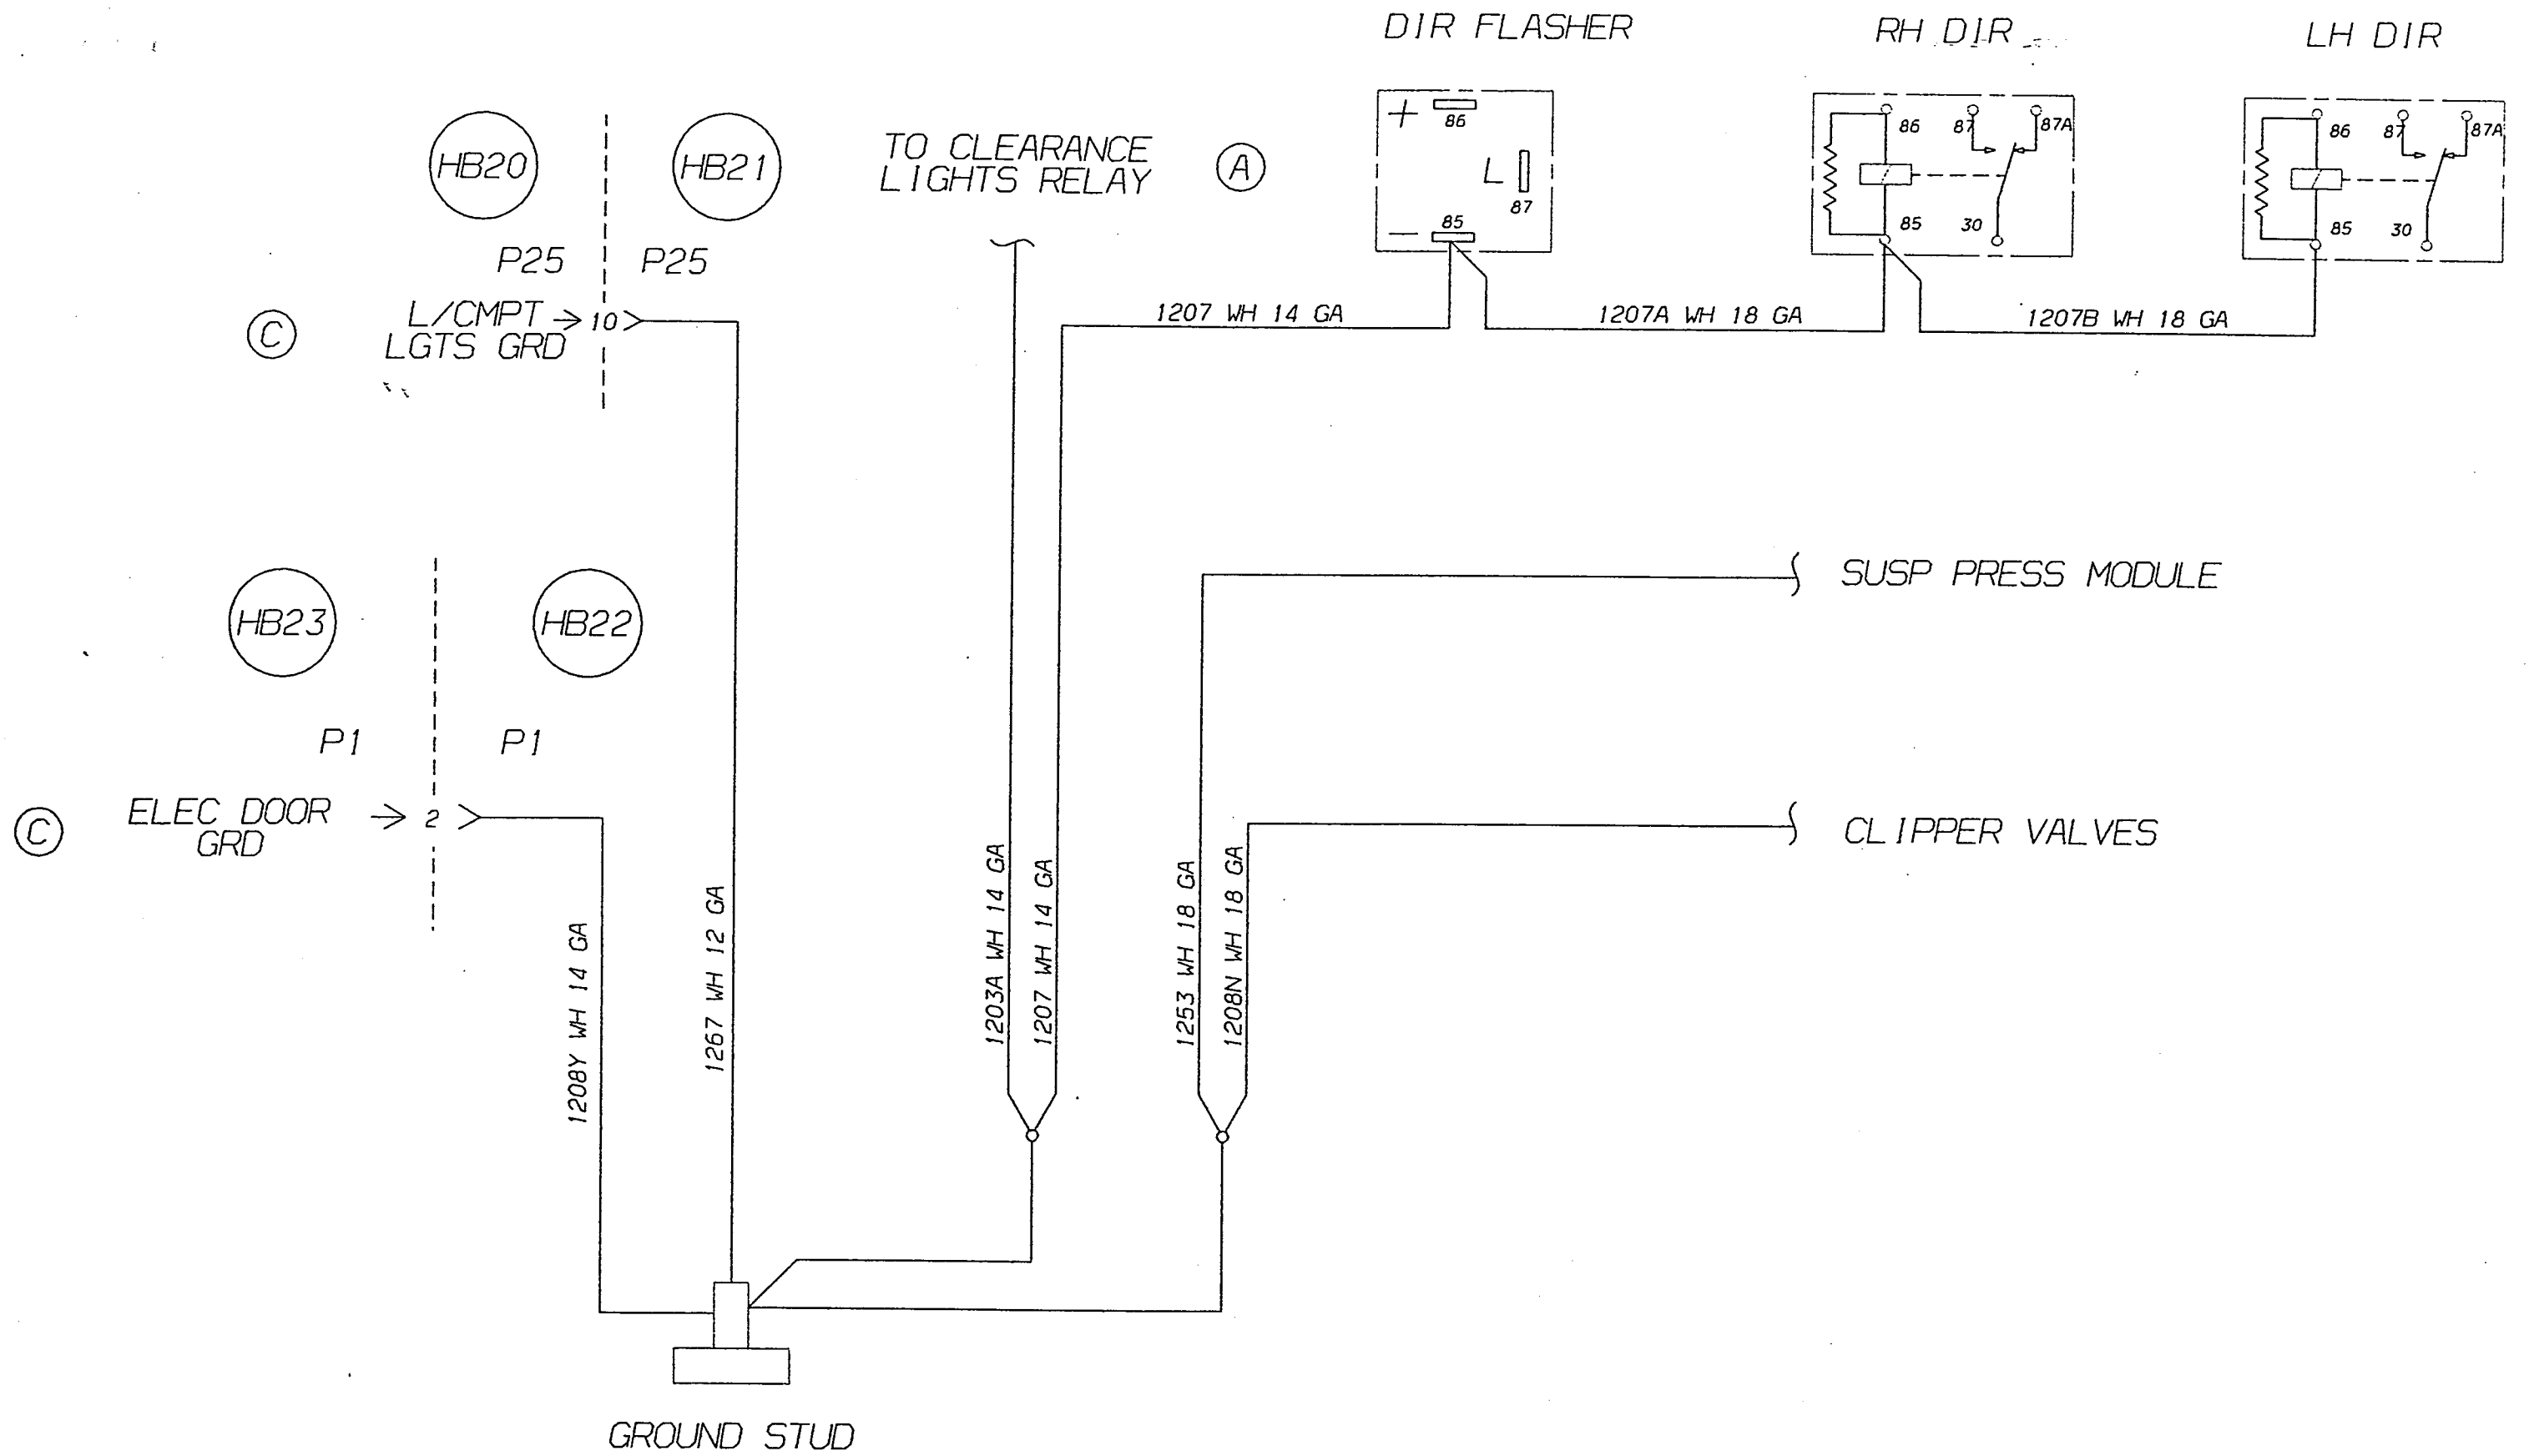 DIR FLASHER
RH DIR
LH DIR
HB20
HB21
TO CLEARANCE
LIGHTS RELAY
A
+
86
L
87
85
−
86
87
87A
85
30
86
87
87A
85
30
P25
P25
C
L/CMPT
LGTS GRD
10
1207 WH 14 GA
1207A WH 18 GA
1207B WH 18 GA
HB23
HB22
SUSP PRESS MODULE
P1
P1
C
ELEC DOOR
GRD
2
CLIPPER VALVES
1208Y WH 14 GA
1267 WH 12 GA
1203A WH 14 GA
1207 WH 14 GA
1253 WH 18 GA
1208N WH 18 GA
GROUND STUD